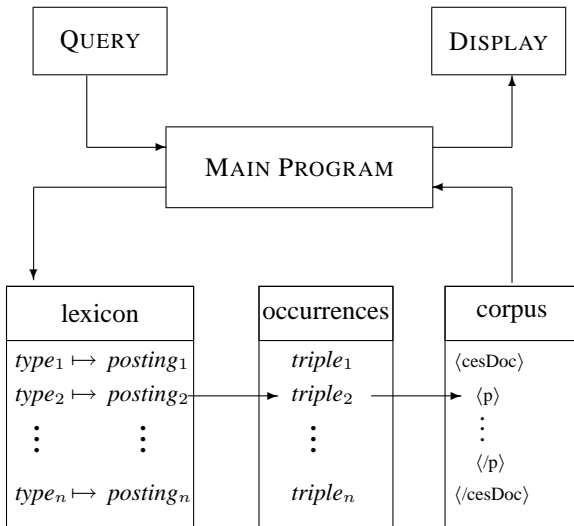 QUERY
DISPLAY
MAIN PROGRAM
lexicon
occurrences
corpus
type₁ ↦ posting₁
triple₁
⟨cesDoc⟩
type₂ ↦ posting₂
triple₂
⟨p⟩
⋮ ⋮
⋮
⋮
⟨/p⟩
typeₙ ↦ postingₙ
tripleₙ
⟨/cesDoc⟩